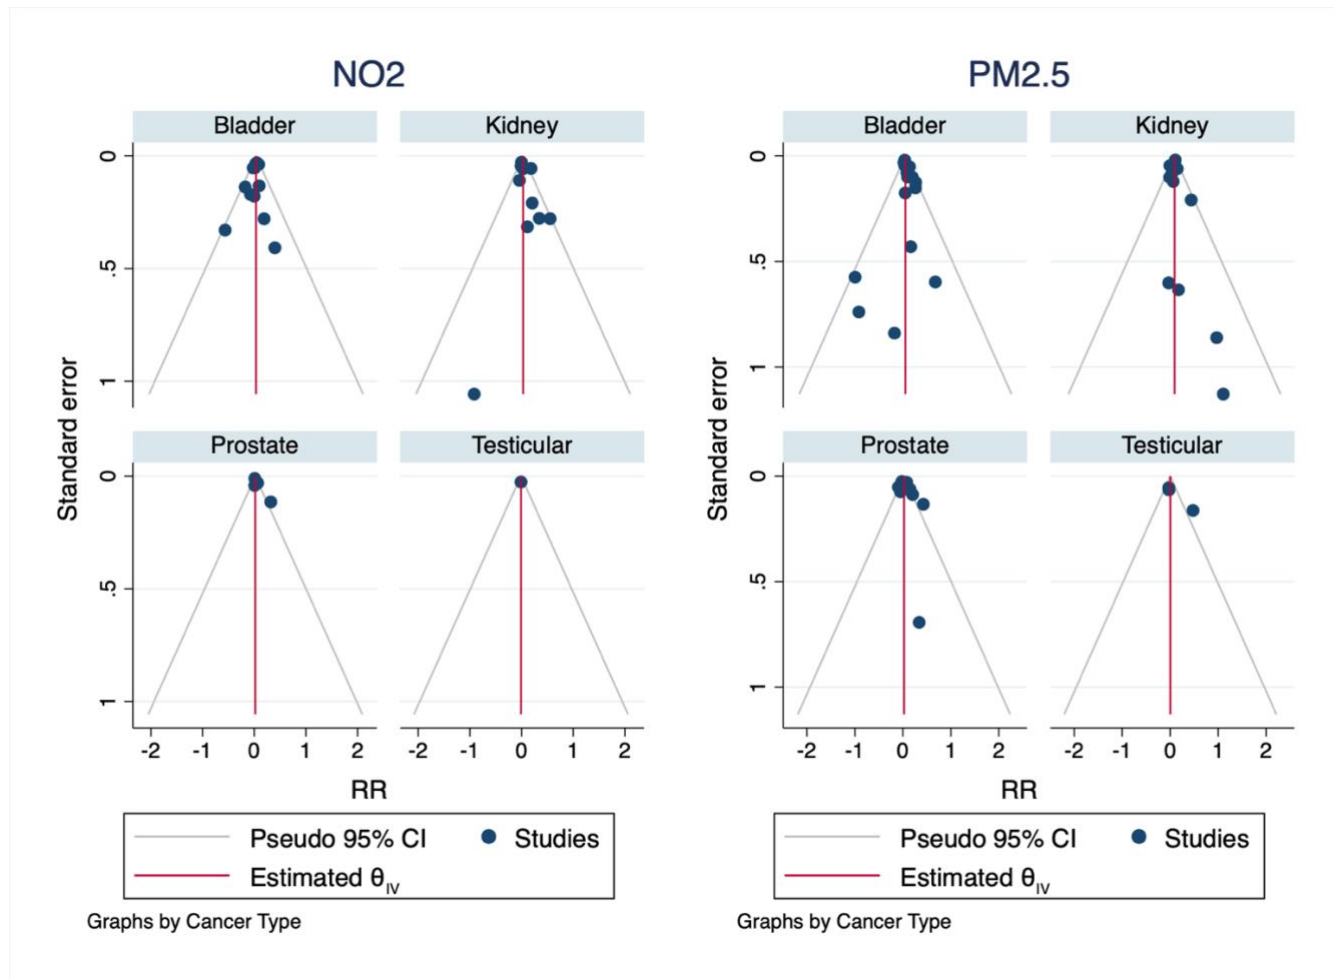 NO2
Bladder
Kidney
0
.5
1
Prostate
Testicular
0
.5
1
Standard error
-2 -1 0 1 2
-2 -1 0 1 2
RR
Pseudo 95% CI
Studies
Estimated θIV
Graphs by Cancer Type
PM2.5
Bladder
Kidney
0
.5
1
Prostate
Testicular
0
.5
1
Standard error
-2 -1 0 1 2
-2 -1 0 1 2
RR
Pseudo 95% CI
Studies
Estimated θIV
Graphs by Cancer Type